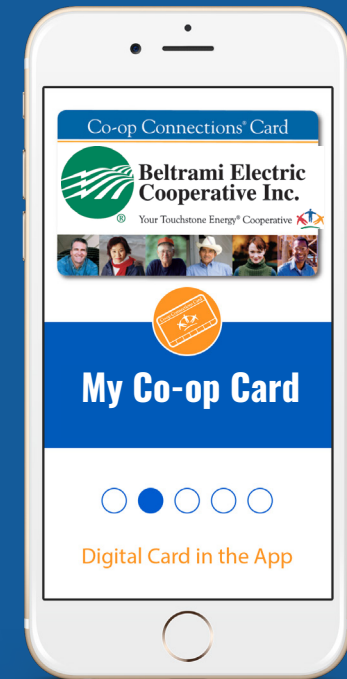 Co-op Connections® Card
Beltrami Electric
Cooperative Inc.
®
Your Touchstone Energy® Cooperative
My Co-op Card
Digital Card in the App